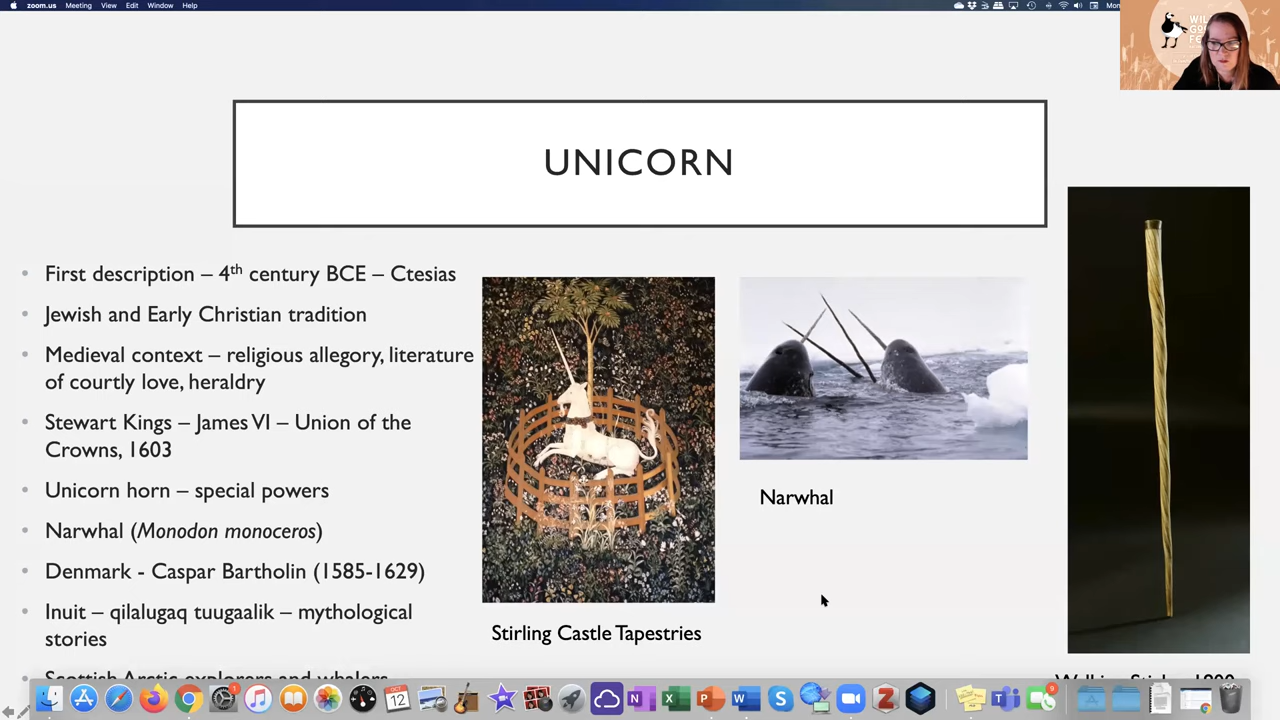 zoom.us Meeting View Edit Window Help
UNICORN
First description – 4th century BCE – Ctesias
Jewish and Early Christian tradition
Medieval context – religious allegory, literature
of courtly love, heraldry
Stewart Kings – James VI – Union of the
Crowns, 1603
Unicorn horn – special powers
Narwhal (Monodon monoceros)
Denmark - Caspar Bartholin (1585-1629)
Inuit – qilalugaq tuugaalik – mythological
stories
Scottish Arctic explorers and whalers
Stirling Castle Tapestries
Narwhal
OCT
12